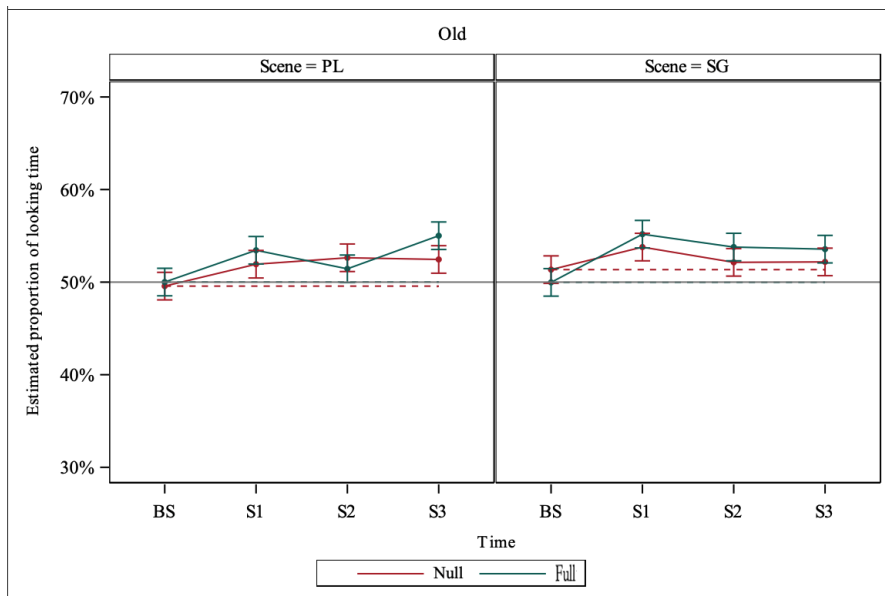 Old
Scene = PL
Scene = SG
Estimated proportion of looking time
70%
60%
50%
40%
30%
BS S1 S2 S3
BS S1 S2 S3
Time
Null Full